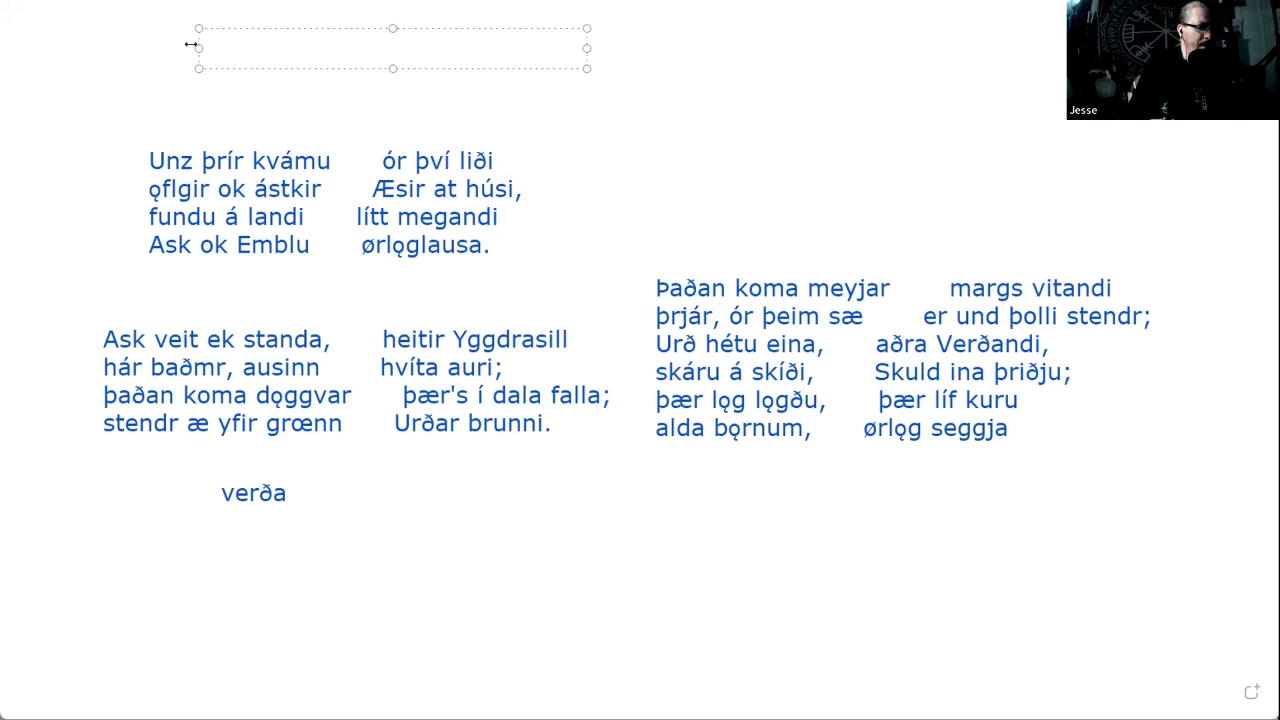 Jesse
Unz þrír kvámu ór því liði
ǫflgir ok ástkir Æsir at húsi,
fundu á landi lítt megandi
Ask ok Emblu ørlǫglausa.
Ask veit ek standa, heitir Yggdrasill
hár baðmr, ausinn hvíta auri;
þaðan koma dǫggvar þær's í dala falla;
stendr æ yfir grœnn Urðar brunni.
verða
Þaðan koma meyjar margs vitandi
þrjár, ór þeim sæ er und þolli stendr;
Urð hétu eina, aðra Verðandi,
skáru á skíði, Skuld ina þriðju;
þær lǫg lǫgðu, þær líf kuru
alda bǫrnum, ørlǫg seggja